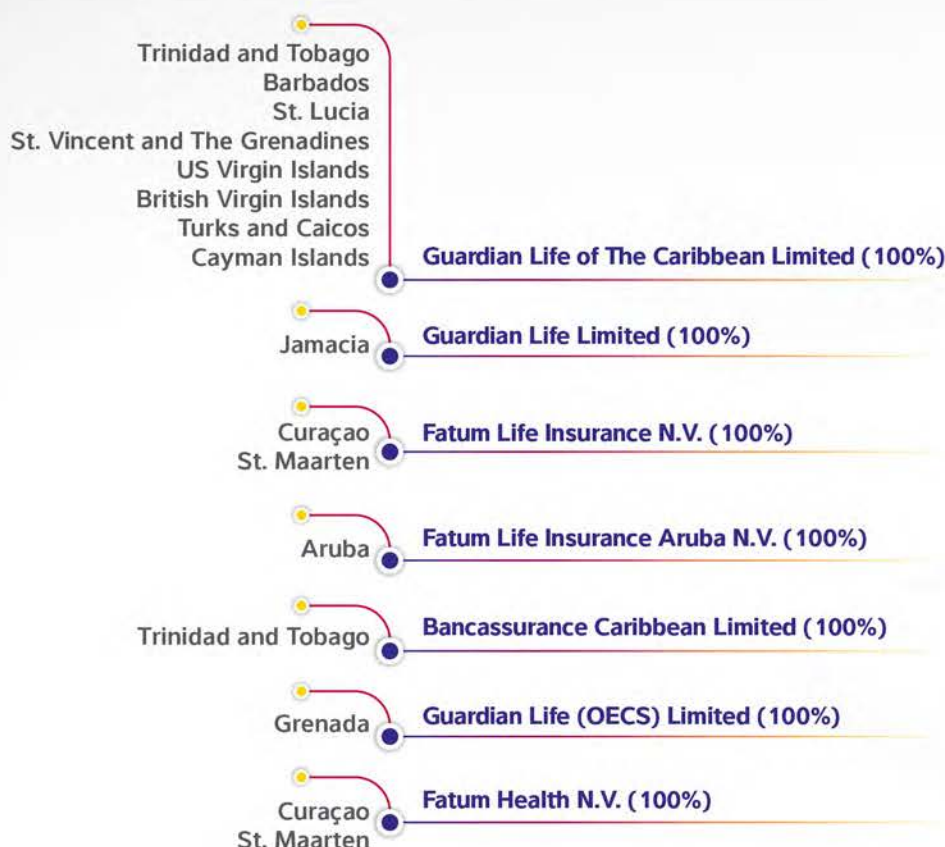 Trinidad and Tobago
Barbados
St. Lucia
St. Vincent and The Grenadines
US Virgin Islands
British Virgin Islands
Turks and Caicos
Cayman Islands
Guardian Life of The Caribbean Limited (100%)
Jamacia
Guardian Life Limited (100%)
Curaçao
St. Maarten
Fatum Life Insurance N.V. (100%)
Aruba
Fatum Life Insurance Aruba N.V. (100%)
Trinidad and Tobago
Bancassurance Caribbean Limited (100%)
Grenada
Guardian Life (OECS) Limited (100%)
Curaçao
St. Maarten
Fatum Health N.V. (100%)